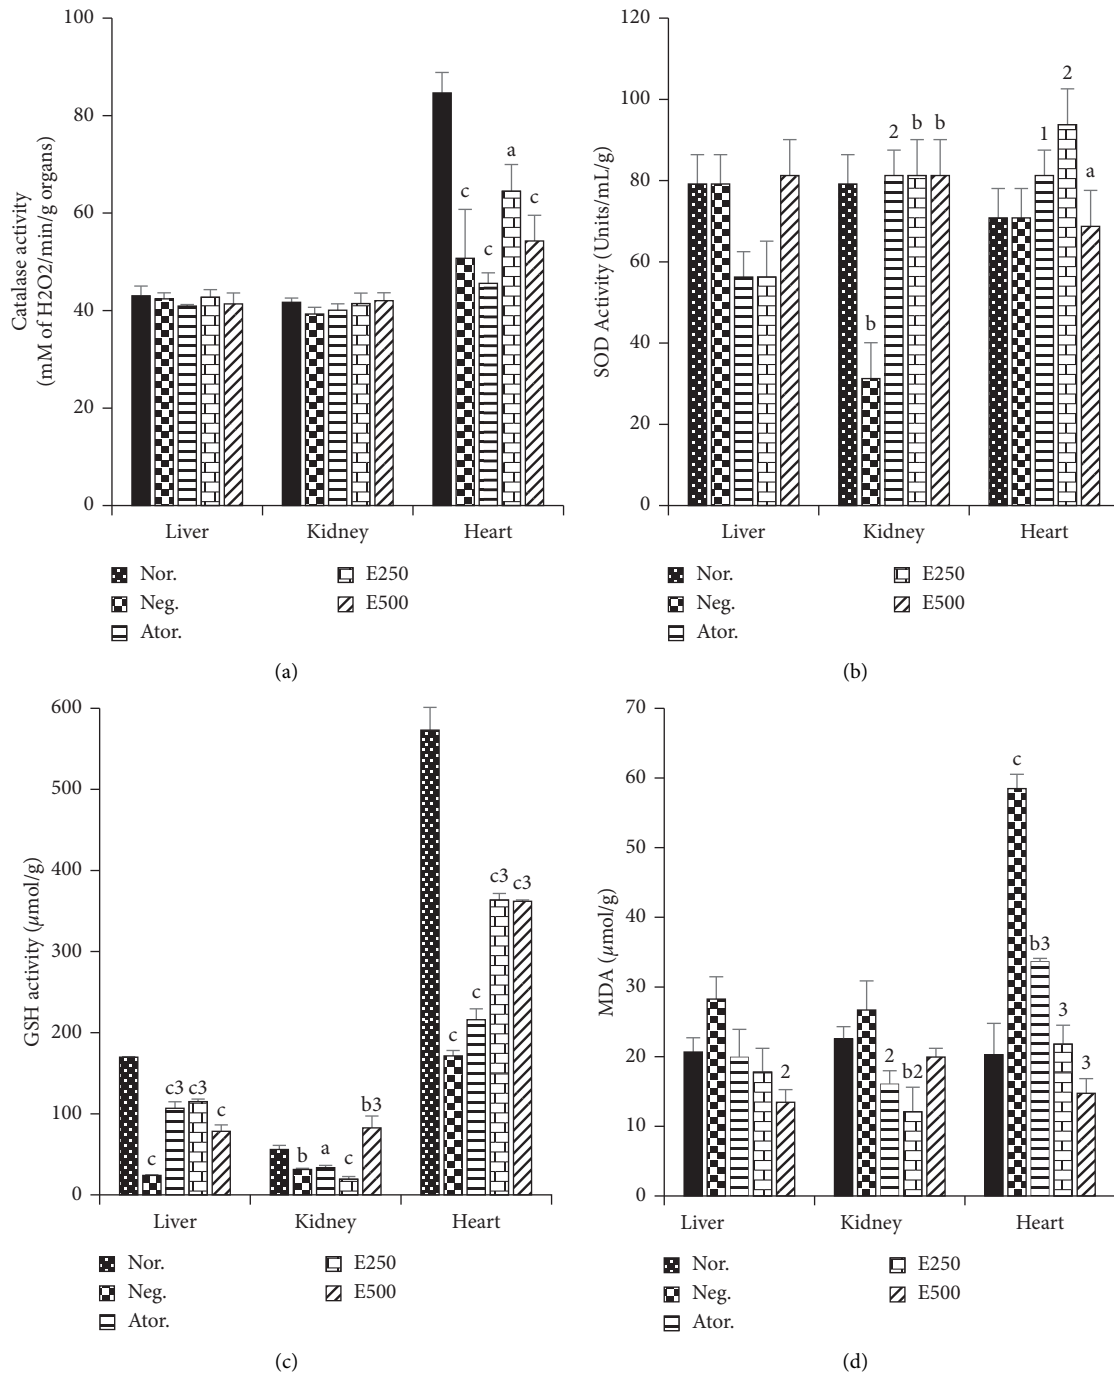 100
80
60
40
20
0
Catalase activity
(mM of H2O2/min/g organs)
c
c
a
c
Liver
Kidney
Heart
Nor.
Neg.
Ator.
E250
E500
(a)
120
100
80
60
40
20
0
SOD Activity (Units/mL/g)
b
2
b
b
1
2
a
Liver
Kidney
Heart
Nor.
Neg.
Ator.
E250
E500
(b)
600
500
400
300
200
100
0
GSH activity (μmol/g)
c
c3
c3
c
b
a
c
b3
c
c
c3
c3
Liver
Kidney
Heart
Nor.
Neg.
Ator.
E250
E500
(c)
70
60
50
40
30
20
10
0
MDA (μmol/g)
2
2
b2
c
b3
3
3
Liver
Kidney
Heart
Nor.
Neg.
Ator.
E250
E500
(d)